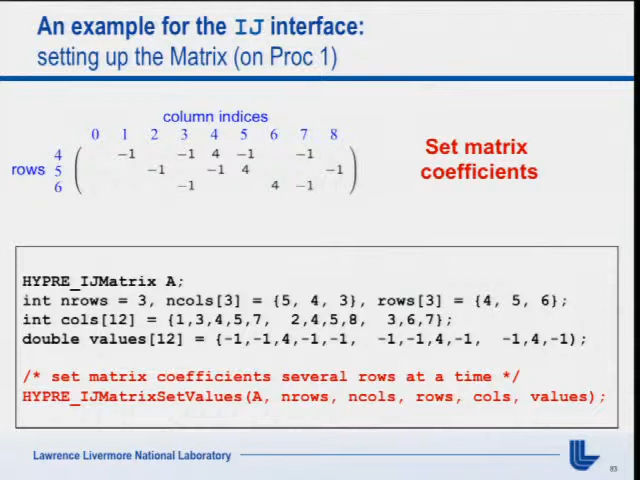 An example for the IJ interface:
setting up the Matrix (on Proc 1)
column indices
0 1 2 3 4 5 6 7 8
4 −1 −1 4 −1 −1
rows 5 −1 −1 4 −1
6 −1 4 −1
Set matrix
coefficients
HYPRE_IJMatrix A;
int nrows = 3, ncols[3] = {5, 4, 3}, rows[3] = {4, 5, 6};
int cols[12] = {1,3,4,5,7, 2,4,5,8, 3,6,7};
double values[12] = {-1,-1,4,-1,-1, -1,-1,4,-1, -1,4,-1);
/* set matrix coefficients several rows at a time */
HYPRE_IJMatrixSetValues(A, nrows, ncols, rows, cols, values);
Lawrence Livermore National Laboratory
83